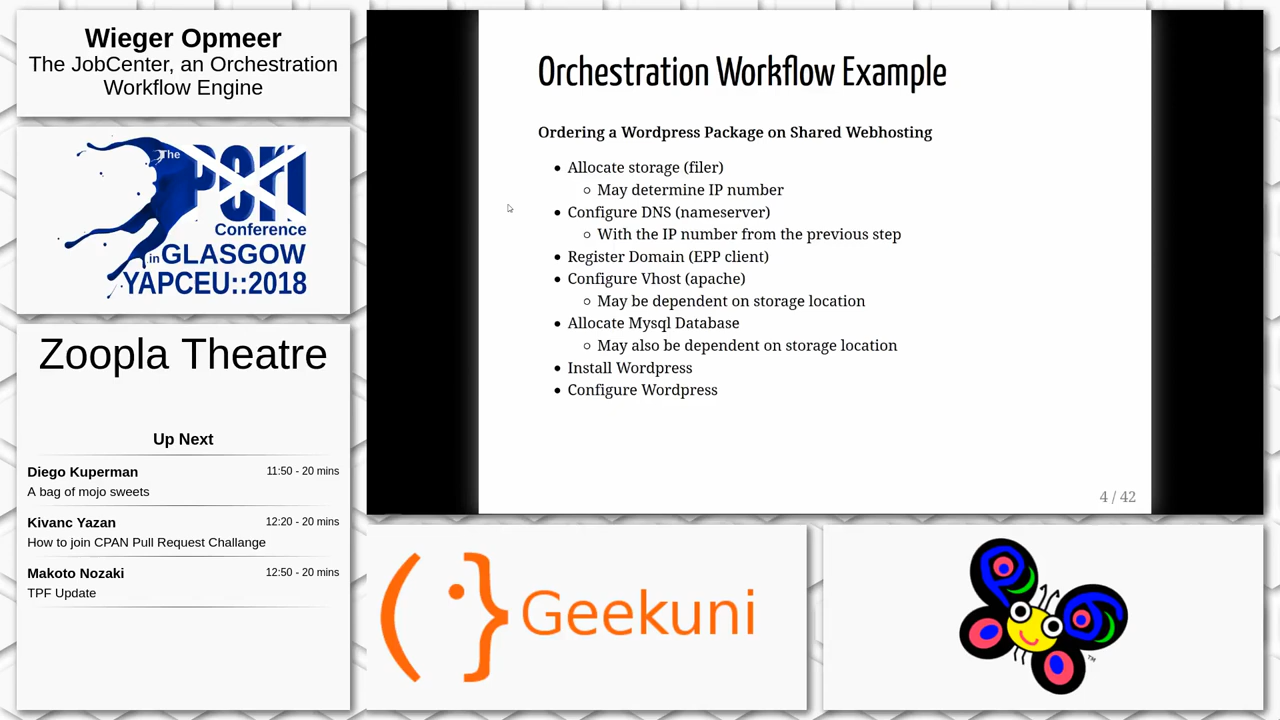 Wieger Opmeer
The JobCenter, an Orchestration
Workflow Engine
The
Perl
Conference
in GLASGOW
YAPCEU::2018
Zoopla Theatre
Up Next
Diego Kuperman 11:50 - 20 mins
A bag of mojo sweets
Kivanc Yazan 12:20 - 20 mins
How to join CPAN Pull Request Challange
Makoto Nozaki 12:50 - 20 mins
TPF Update
Orchestration Workflow Example
Ordering a Wordpress Package on Shared Webhosting
• Allocate storage (filer)
◦ May determine IP number
• Configure DNS (nameserver)
◦ With the IP number from the previous step
• Register Domain (EPP client)
• Configure Vhost (apache)
◦ May be dependent on storage location
• Allocate Mysql Database
◦ May also be dependent on storage location
• Install Wordpress
• Configure Wordpress
4 / 42
(·} Geekuni
P6
TM